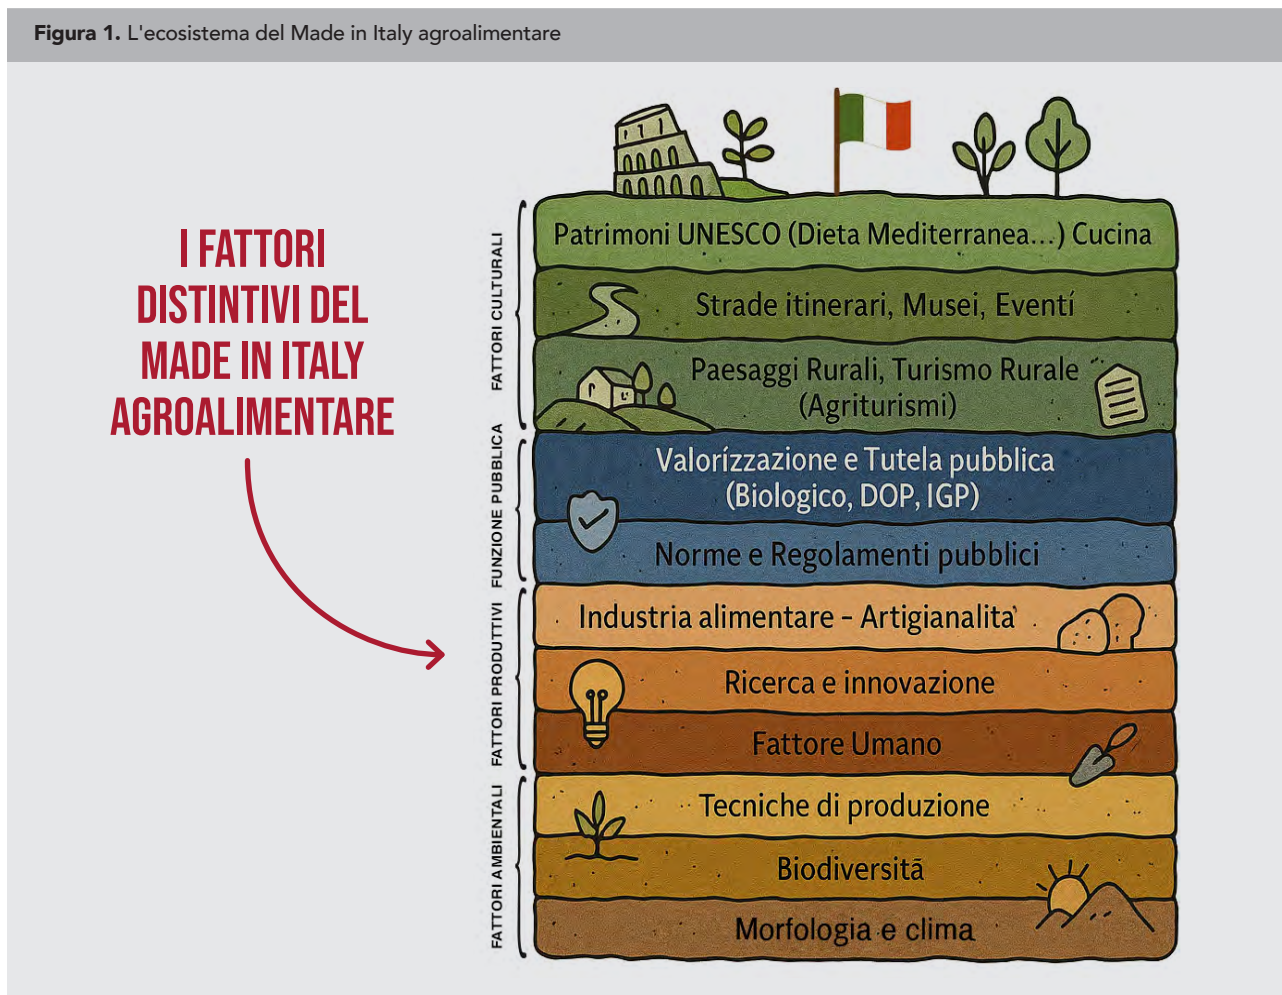 Figura 1. L'ecosistema del Made in Italy agroalimentare
I FATTORI
DISTINTIVI DEL
MADE IN ITALY
AGROALIMENTARE
FATTORI CULTURALI
Patrimoni UNESCO (Dieta Mediterranea...) Cucina
Strade itinerari, Musei, Eventí
Paesaggi Rurali, Turismo Rurale
(Agriturismi)
FUNZIONE PUBBLICA
Valorízzazione e Tutela pubblica
(Biologico, DOP, IGP)
Norme e Regolamenti pubblici
FATTORI PRODUTTIVI
Industria alimentare - Artigianalita'
Ricerca e innovazione
Fattore Umano
FATTORI AMBIENTALI
Tecniche di produzione
Biodiversitã
Morfologia e clima